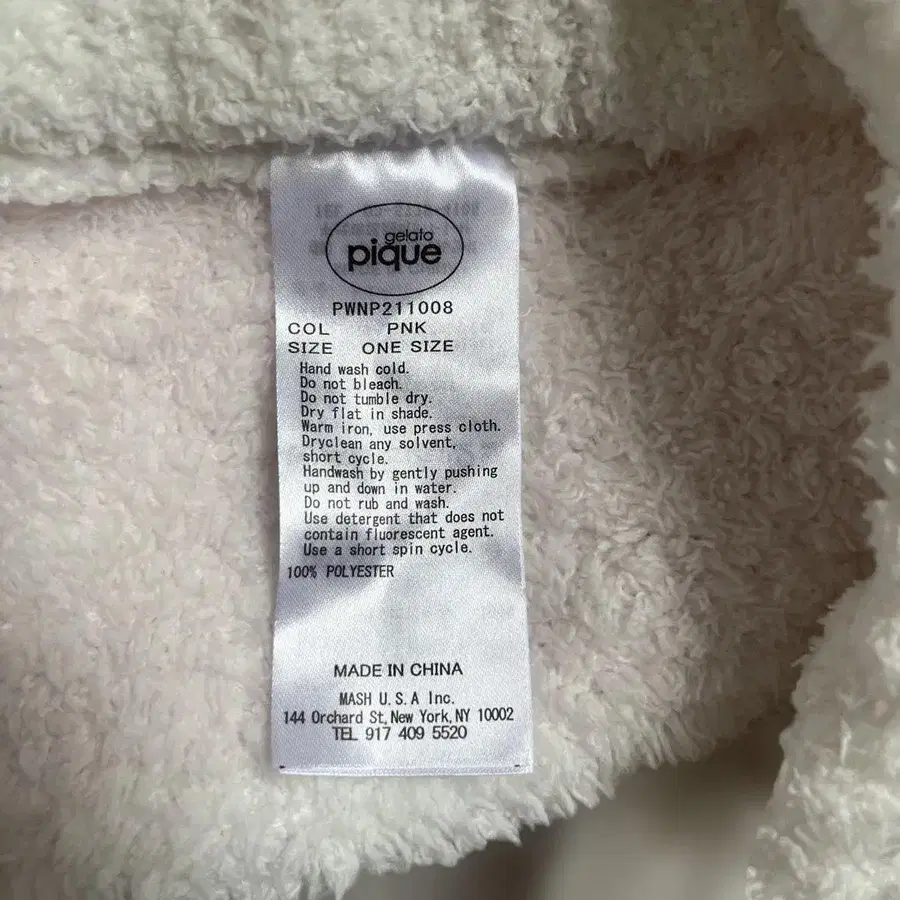 gelato
pique
PWNP211008
COL PNK
SIZE ONE SIZE
Hand wash cold.
Do not bleach.
Do not tumble dry.
Dry flat in shade.
Warm iron, use press cloth.
Dryclean any solvent,
short cycle.
Handwash by gently pushing
up and down in water.
Do not rub and wash.
Use detergent that does not
contain fluorescent agent.
Use a short spin cycle.
100% POLYESTER
MADE IN CHINA
MASH U.S.A Inc.
144 Orchard St, New York, NY 10002
TEL 917 409 5520